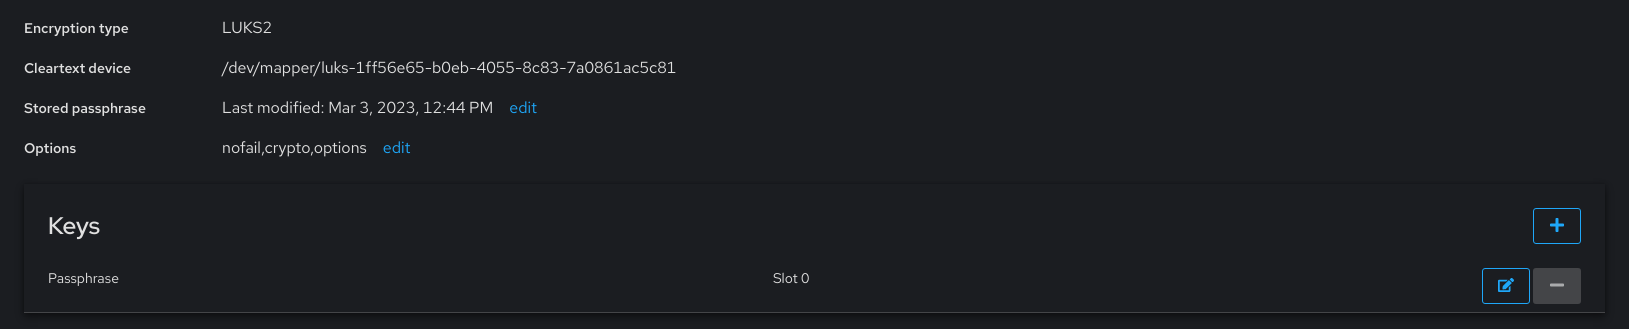 Encryption type LUKS2
Cleartext device /dev/mapper/luks-1ff56e65-b0eb-4055-8c83-7a0861ac5c81
Stored passphrase Last modified: Mar 3, 2023, 12:44 PM edit
Options nofail,crypto,options edit
Keys
Passphrase Slot 0